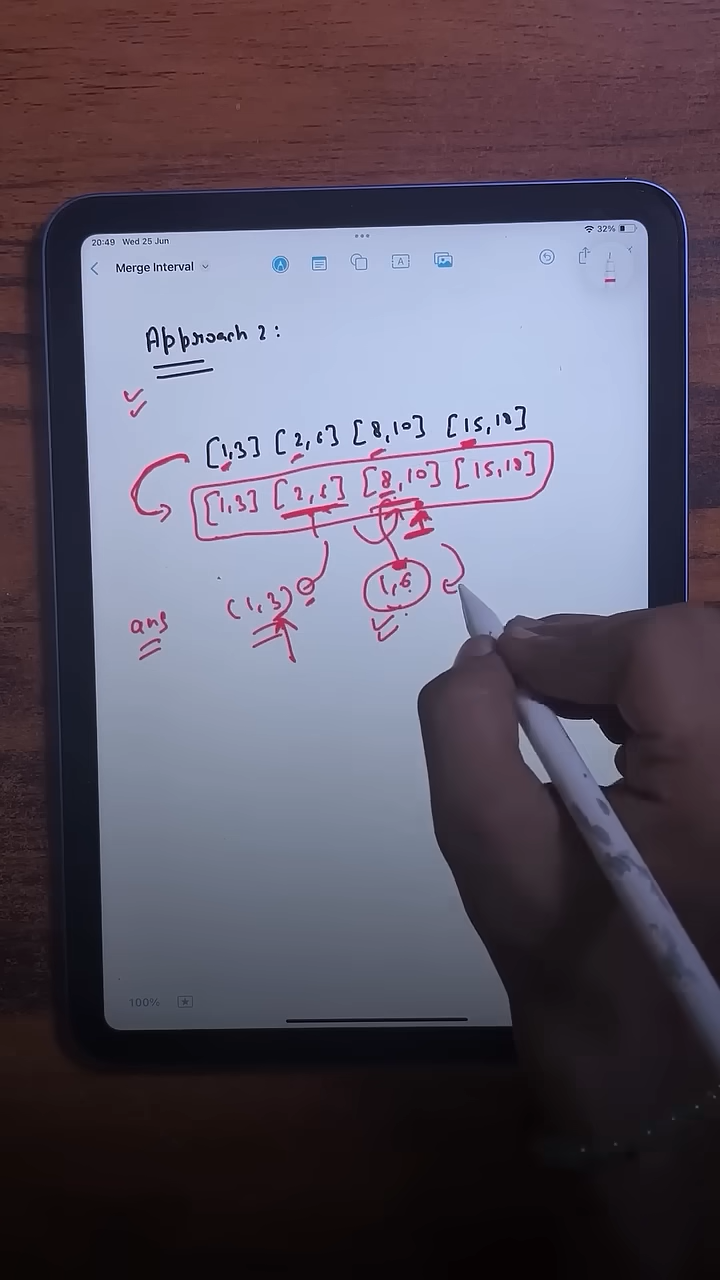 20:49 Wed 25 Jun 32%
Merge Interval
A
Approach 2:
[1,3] [2,6] [8,10] [15,18]
[1,3] [2,6] [8,10] [15,18]
ans (1,3) 1,6
100%